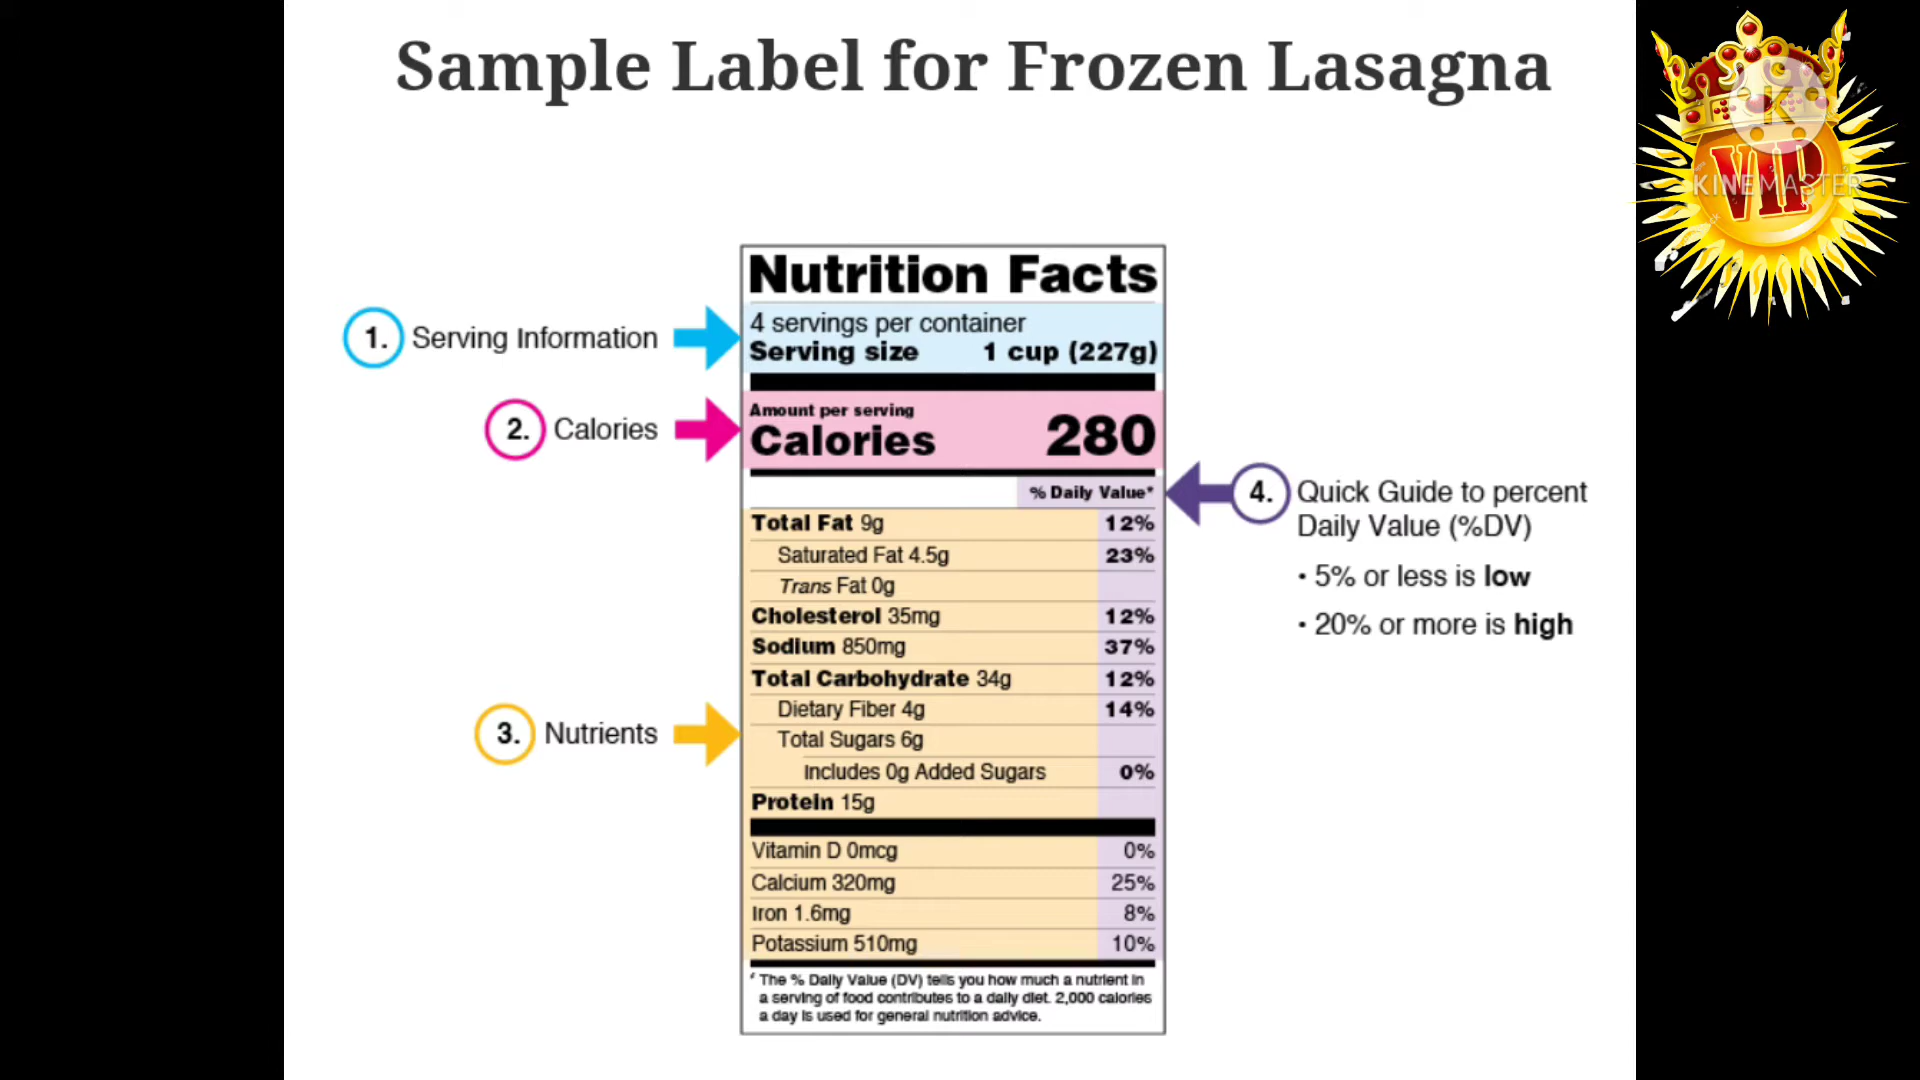 Sample Label for Frozen Lasagna
VIP
KINEMASTER
K
Nutrition Facts
1. Serving Information
4 servings per container
Serving size 1 cup (227g)
2. Calories
Amount per serving
Calories 280
% Daily Value*
4. Quick Guide to percent
Daily Value (%DV)
• 5% or less is low
• 20% or more is high
3. Nutrients
Total Fat 9g 12%
Saturated Fat 4.5g 23%
Trans Fat 0g
Cholesterol 35mg 12%
Sodium 850mg 37%
Total Carbohydrate 34g 12%
Dietary Fiber 4g 14%
Total Sugars 6g
Includes 0g Added Sugars 0%
Protein 15g
Vitamin D 0mcg 0%
Calcium 320mg 25%
Iron 1.6mg 8%
Potassium 510mg 10%
* The % Daily Value (DV) tells you how much a nutrient in
a serving of food contributes to a daily diet. 2,000 calories
a day is used for general nutrition advice.